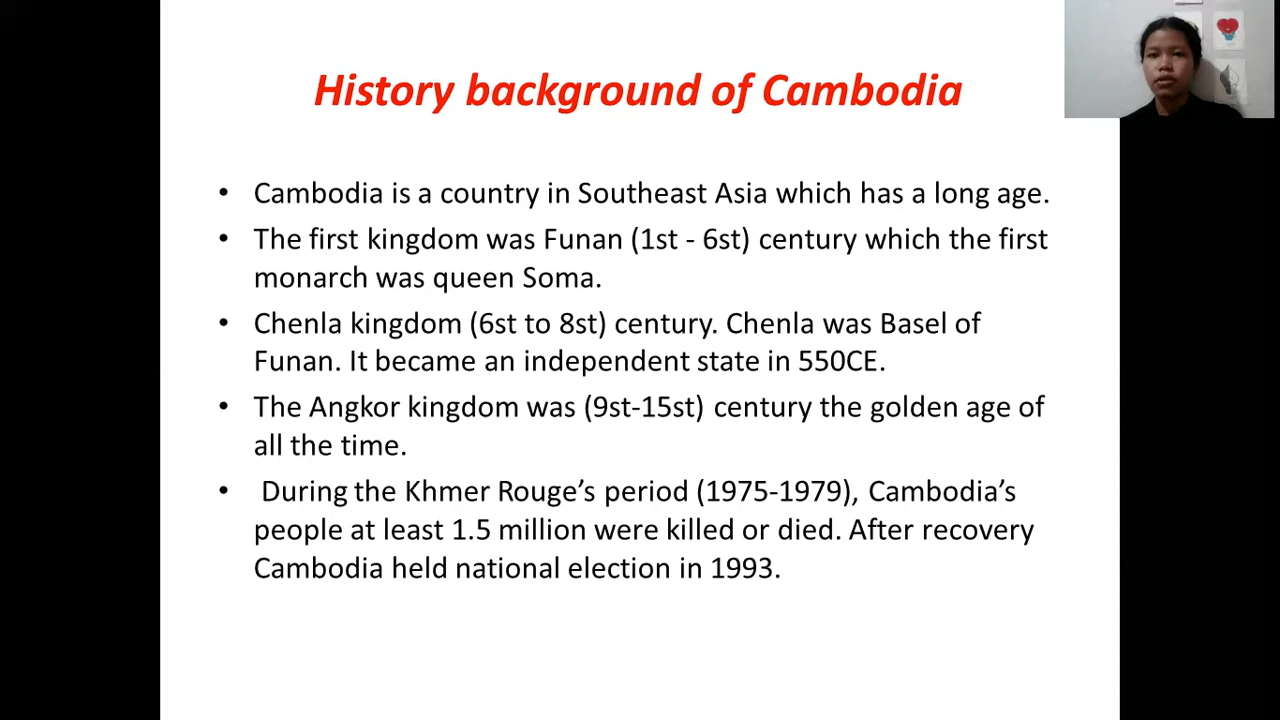 History background of Cambodia
• Cambodia is a country in Southeast Asia which has a long age.
• The first kingdom was Funan (1st - 6st) century which the first
monarch was queen Soma.
• Chenla kingdom (6st to 8st) century. Chenla was Basel of
Funan. It became an independent state in 550CE.
• The Angkor kingdom was (9st-15st) century the golden age of
all the time.
• During the Khmer Rouge’s period (1975-1979), Cambodia’s
people at least 1.5 million were killed or died. After recovery
Cambodia held national election in 1993.